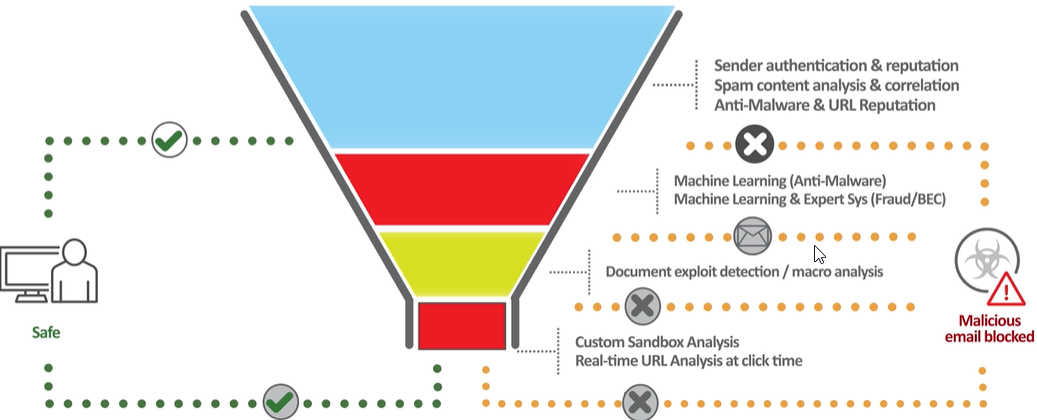 Sender authentication & reputation
Spam content analysis & correlation
Anti-Malware & URL Reputation
Machine Learning (Anti-Malware)
Machine Learning & Expert Sys (Fraud/BEC)
Document exploit detection / macro analysis
Safe
Malicious
email blocked
Custom Sandbox Analysis
Real-time URL Analysis at click time